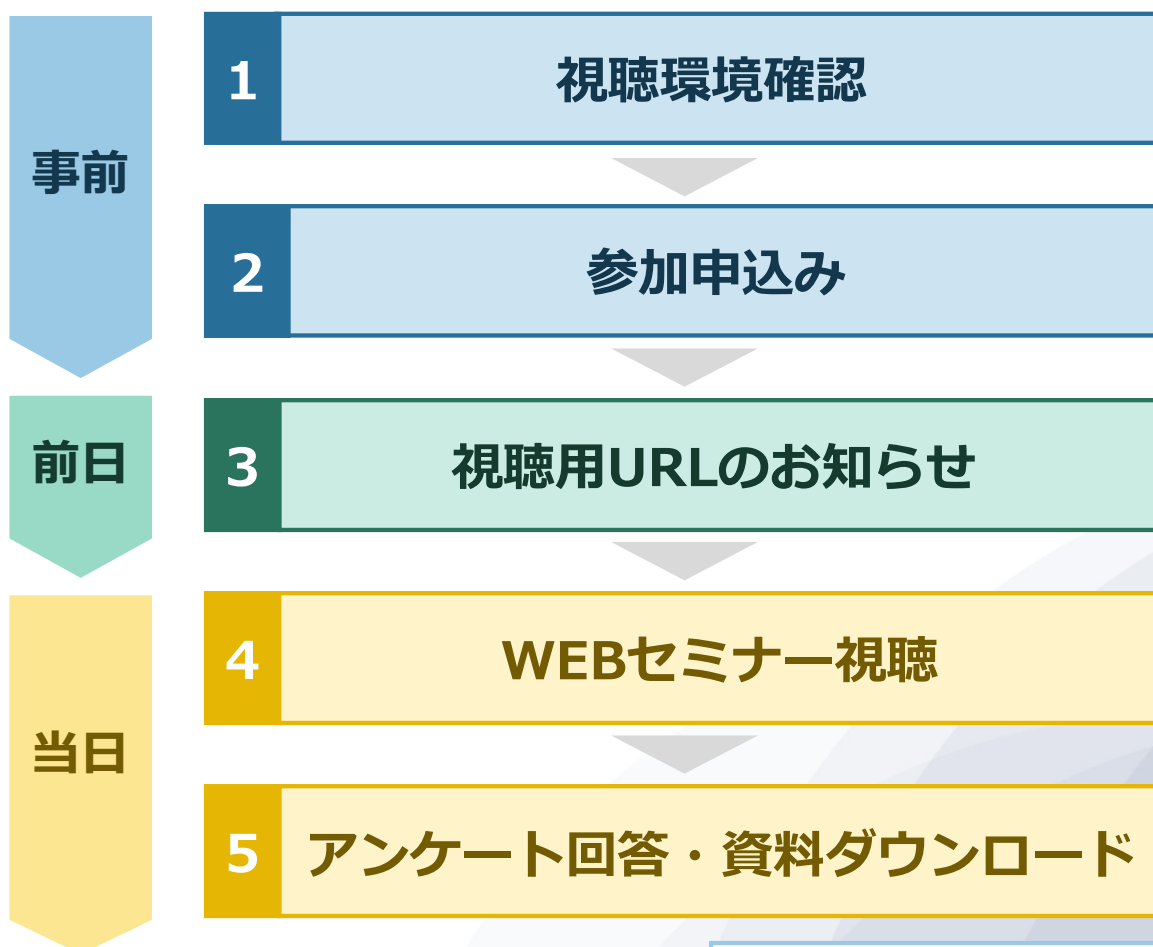 事前
1 視聴環境確認
2 参加申込み
前日
3 視聴用URLのお知らせ
当日
4 WEBセミナー視聴
5 アンケート回答・資料ダウンロード